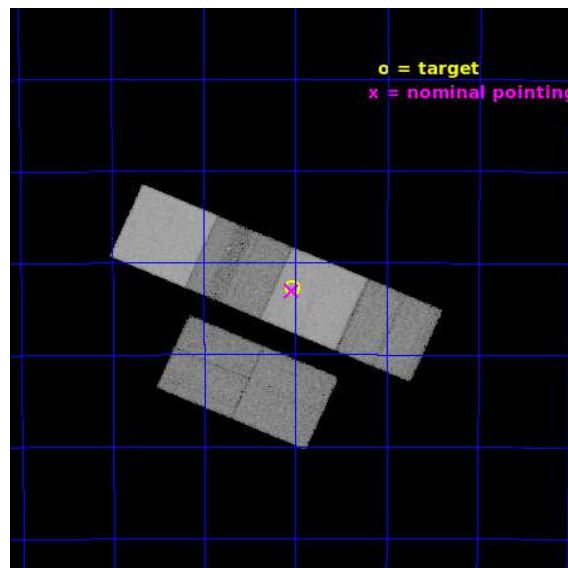 o = target
x = nominal pointing